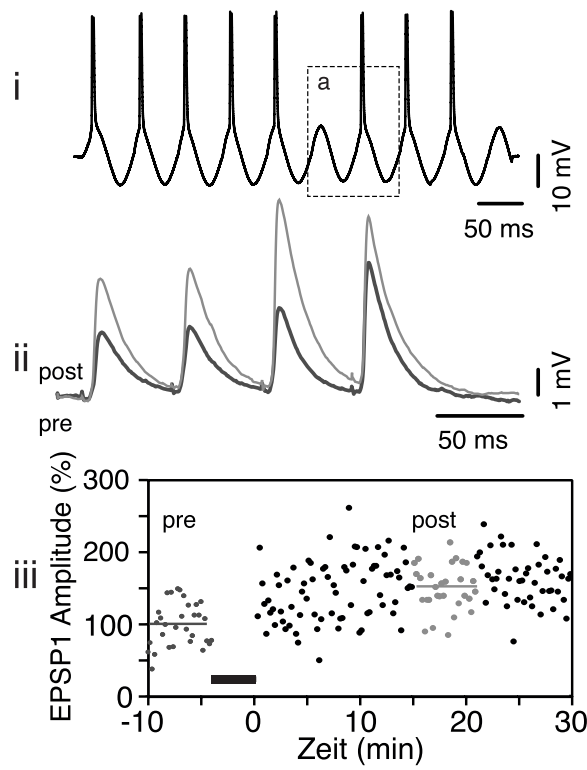 i
a
10 mV
50 ms
ii
post
pre
1 mV
50 ms
iii
EPSP1 Amplitude (%)
300
200
100
0
pre
post
-10
0
10
20
30
Zeit (min)